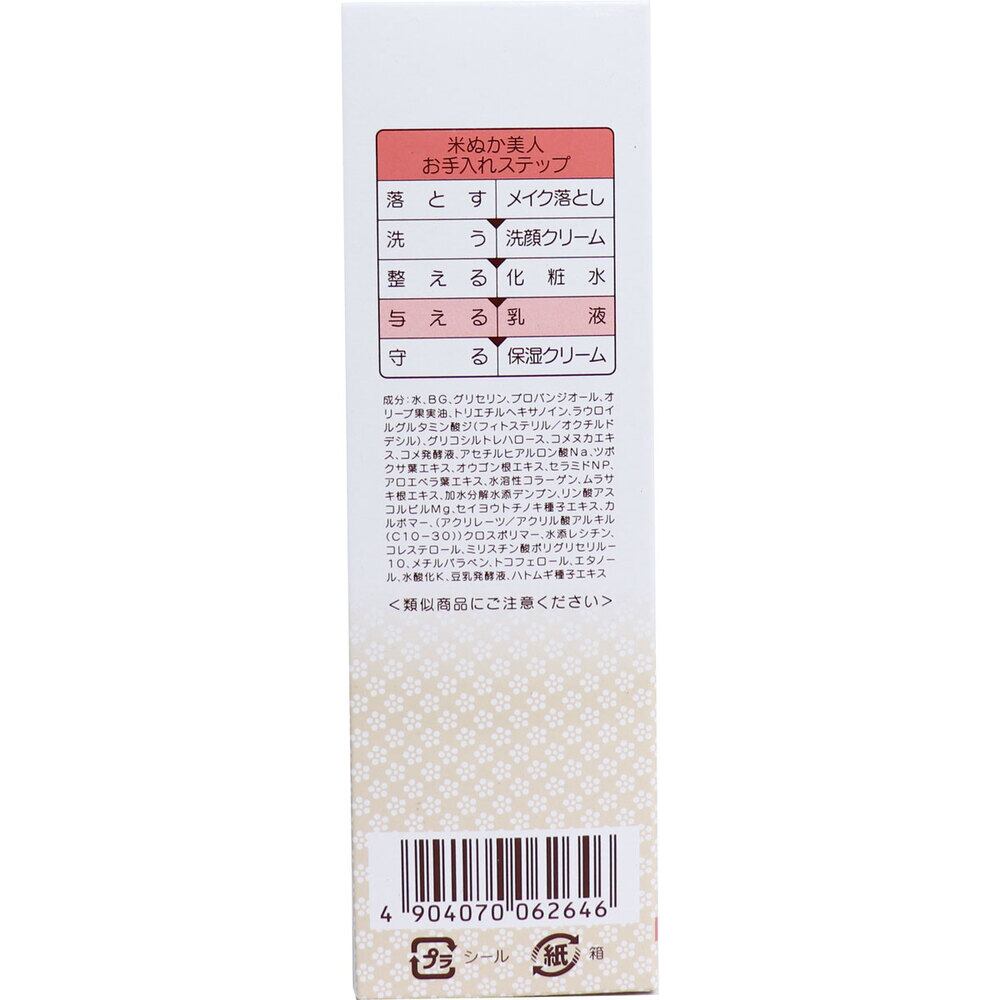 米ぬか美人
お手入れステップ
落とす メイク落とし
洗う 洗顔クリーム
整える 化粧水
与える 乳液
守る 保湿クリーム
成分:水、BG、グリセリン、プロパンジオール、オ
リーブ果実油、トリエチルヘキサノイン、ラウロイ
ルグルタミン酸ジ(フィトステリル/オクチルド
デシル)、グリコシルトレハロース、コメヌカエキ
ス、コメ発酵液、アセチルヒアルロン酸Na、ツボ
クサ葉エキス、オウゴン根エキス、セラミドNP、
アロエベラ葉エキス、水溶性コラーゲン、ムラサ
キ根エキス、加水分解水添デンプン、リン酸アス
コルビルMg、セイヨウトチノキ種子エキス、カ
ルボマー、(アクリレーツ/アクリル酸アルキル
(C10-30))クロスポリマー、水添レシチン、
コレステロール、ミリスチン酸ポリグリセリル-
10、メチルパラベン、トコフェロール、エタノー
ル、水酸化K、豆乳発酵液、ハトムギ種子エキス
<類似商品にご注意ください>
4 904070 062646
プラ シール 紙 箱